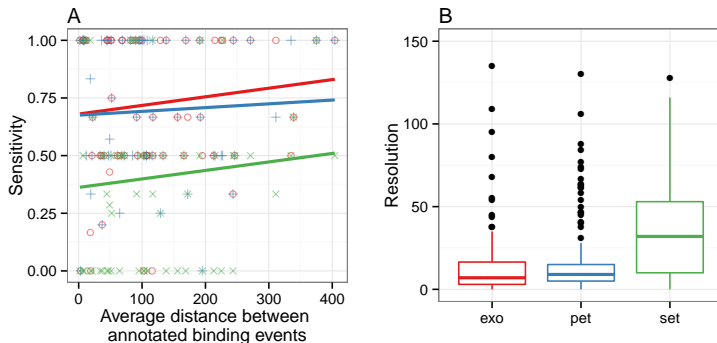 A
1.00
0.75
0.50
0.25
0.00
Sensitivity
0 100 200 300 400
Average distance between
annotated binding events
B
150
100
50
0
Resolution
exo pet set